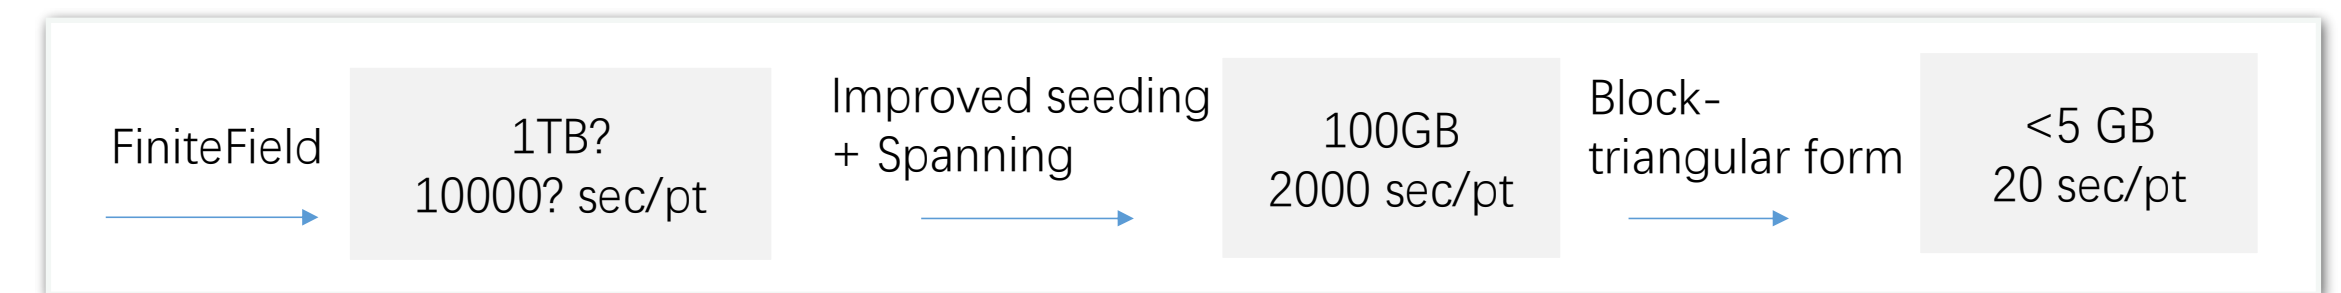 FiniteField
1TB?
10000? sec/pt
Improved seeding
+ Spanning
100GB
2000 sec/pt
Block-
triangular form
<5 GB
20 sec/pt